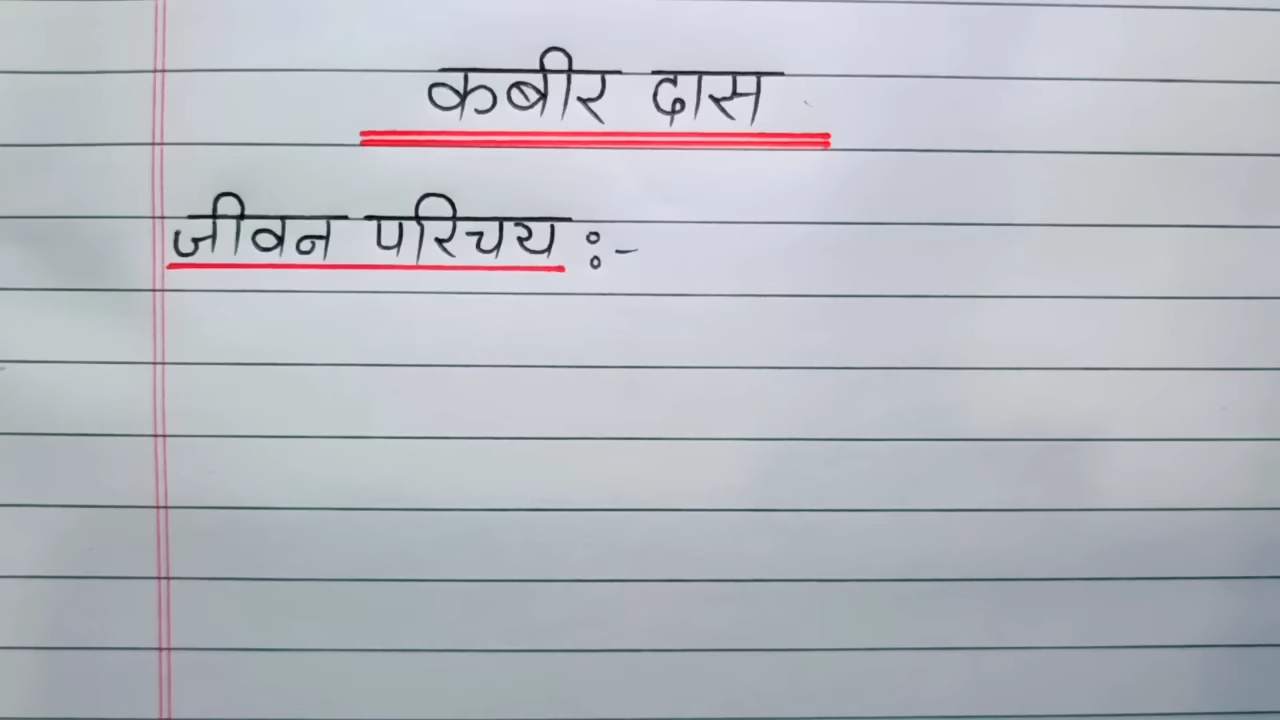 कबीर दास
जीवन परिचय :-